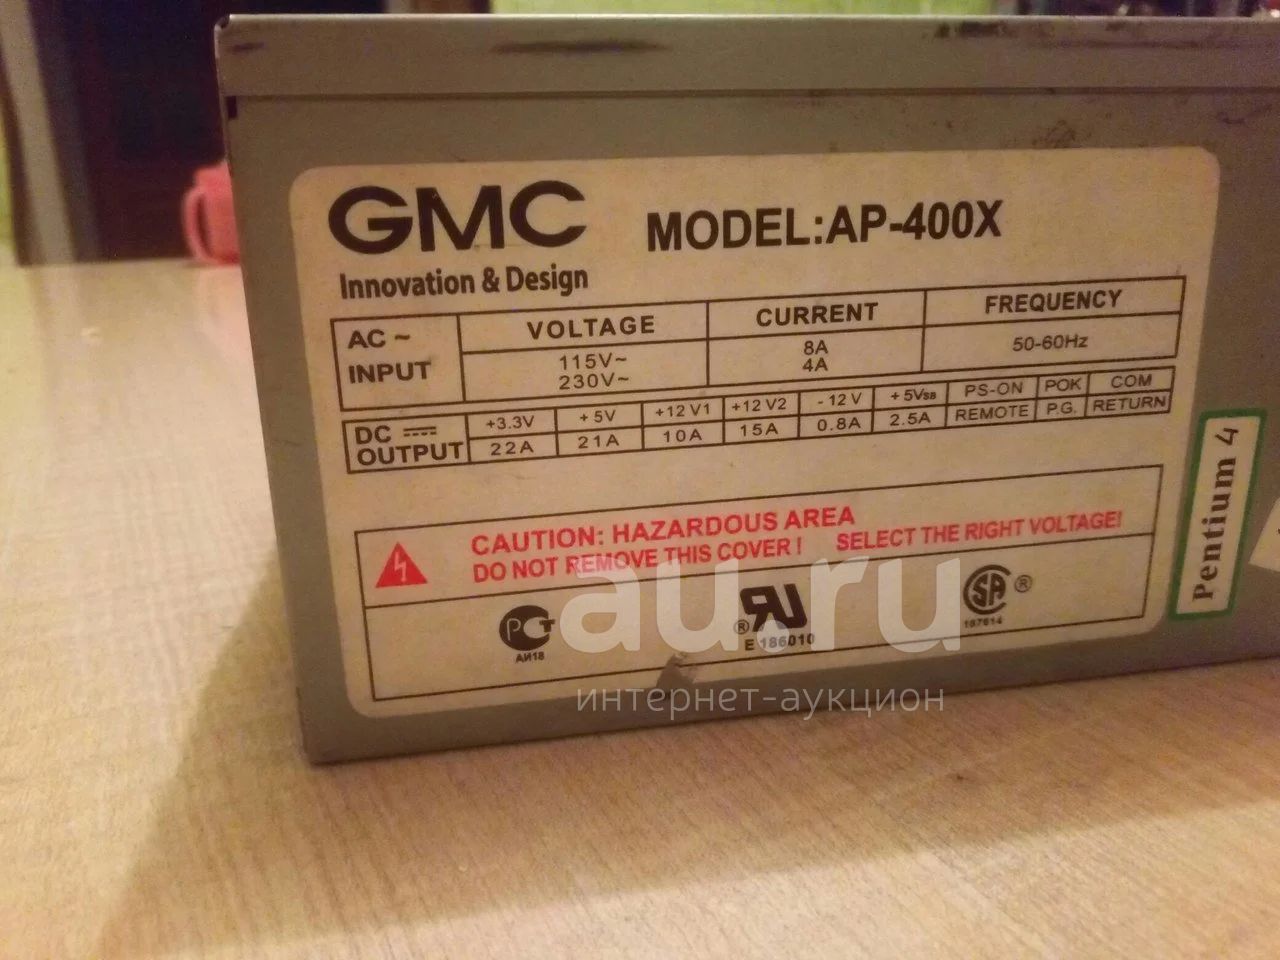 GMC
Innovation & Design
MODEL:AP-400X
AC ~ INPUT
VOLTAGE CURRENT FREQUENCY
115V~ 8A 50-60Hz
230V~ 4A
DC OUTPUT
+3.3V +5V +12V1 +12V2 -12V +5VSB PS-ON POK COM
22A 21A 10A 15A 0.8A 2.5A REMOTE P.G. RETURN
CAUTION: HAZARDOUS AREA
DO NOT REMOVE THIS COVER! SELECT THE RIGHT VOLTAGE!
РСТ
АИ18
E 186010
SA
187614
Pentium 4
au.ru
интернет-аукцион